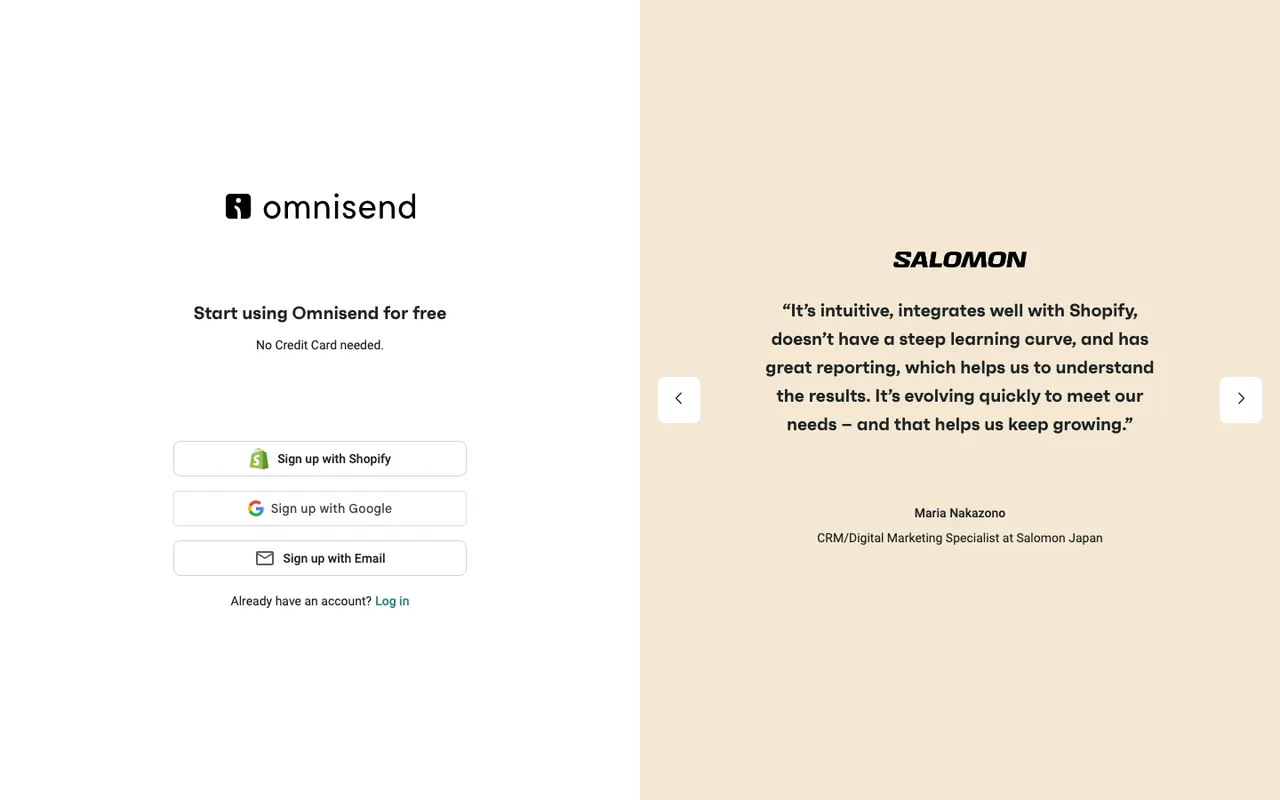 omnisend
Start using Omnisend for free
No Credit Card needed.
Sign up with Shopify
Sign up with Google
Sign up with Email
Already have an account? Log in
SALOMON
“It’s intuitive, integrates well with Shopify,
doesn’t have a steep learning curve, and has
great reporting, which helps us to understand
the results. It’s evolving quickly to meet our
needs – and that helps us keep growing.”
Maria Nakazono
CRM/Digital Marketing Specialist at Salomon Japan